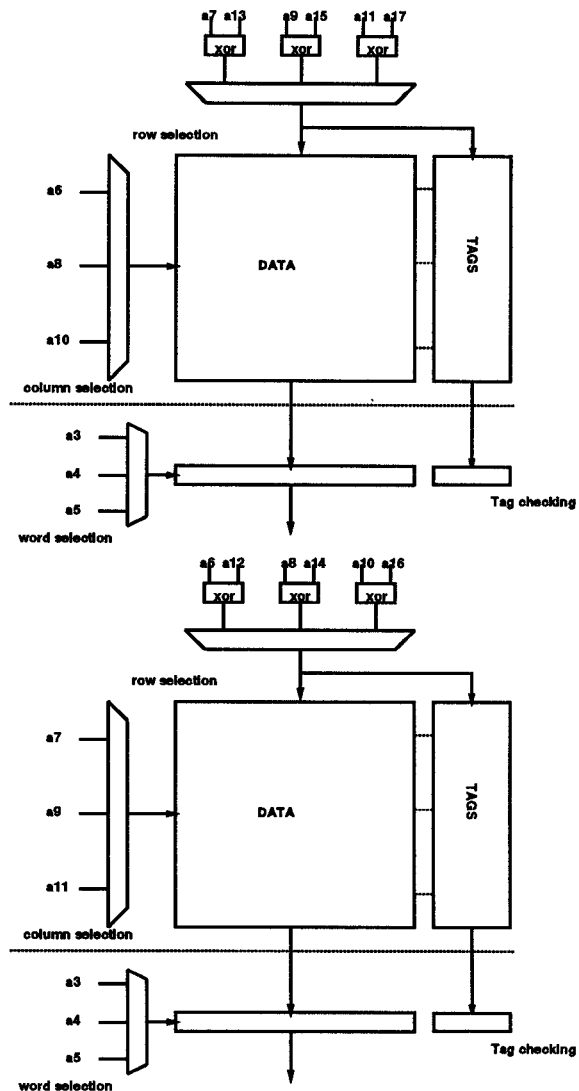 a7 a13 a9 a15 a11 a17
xor xor xor
row selection
a6
a8
DATA
TAGS
a10
column selection
a3
a4
a5
Tag checking
word selection
a6 a12 a8 a14 a10 a16
xor xor xor
row selection
a7
a9
DATA
TAGS
a11
column selection
a3
a4
a5
Tag checking
word selection